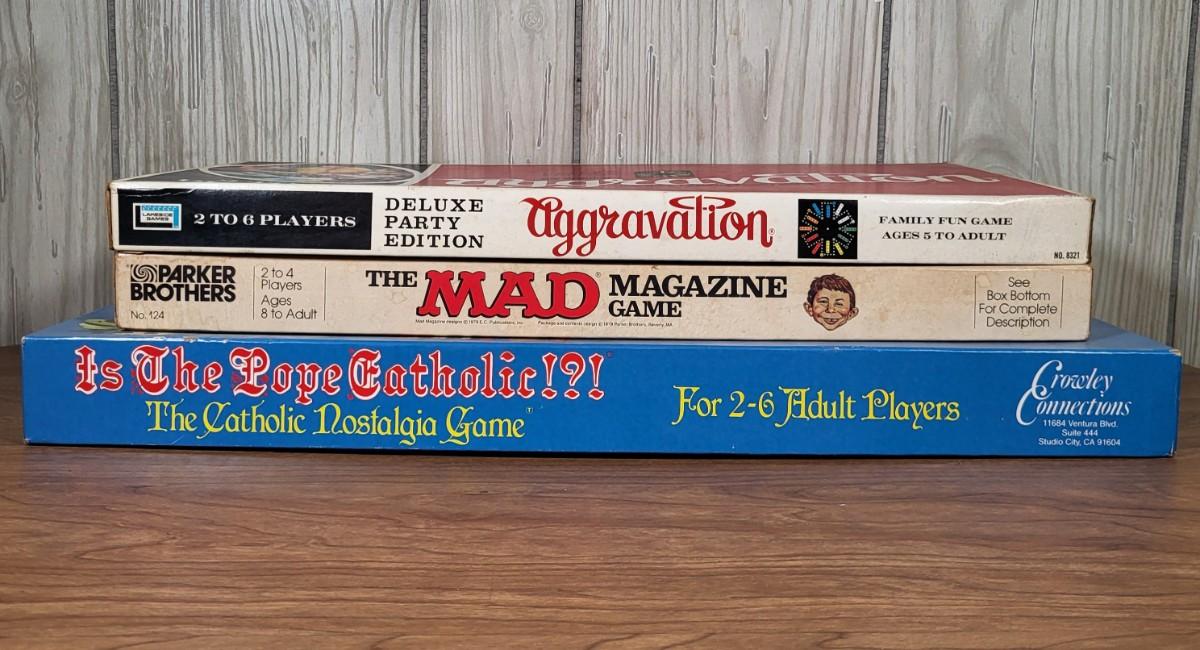 LAKESIDE GAMES
2 TO 6 PLAYERS
DELUXE
PARTY
EDITION
aggravation®
FAMILY FUN GAME
AGES 5 TO ADULT
NO. 8321
PARKER
BROTHERS
No. 124
2 to 4
Players
Ages
8 to Adult
THE MAD® MAGAZINE
GAME
See
Box Bottom
For Complete
Description
Is The Pope Catholic!?!
The Catholic Nostalgia Game
For 2-6 Adult Players
Crowley
Connections
11684 Ventura Blvd.
Suite 444
Studio City, CA 91604